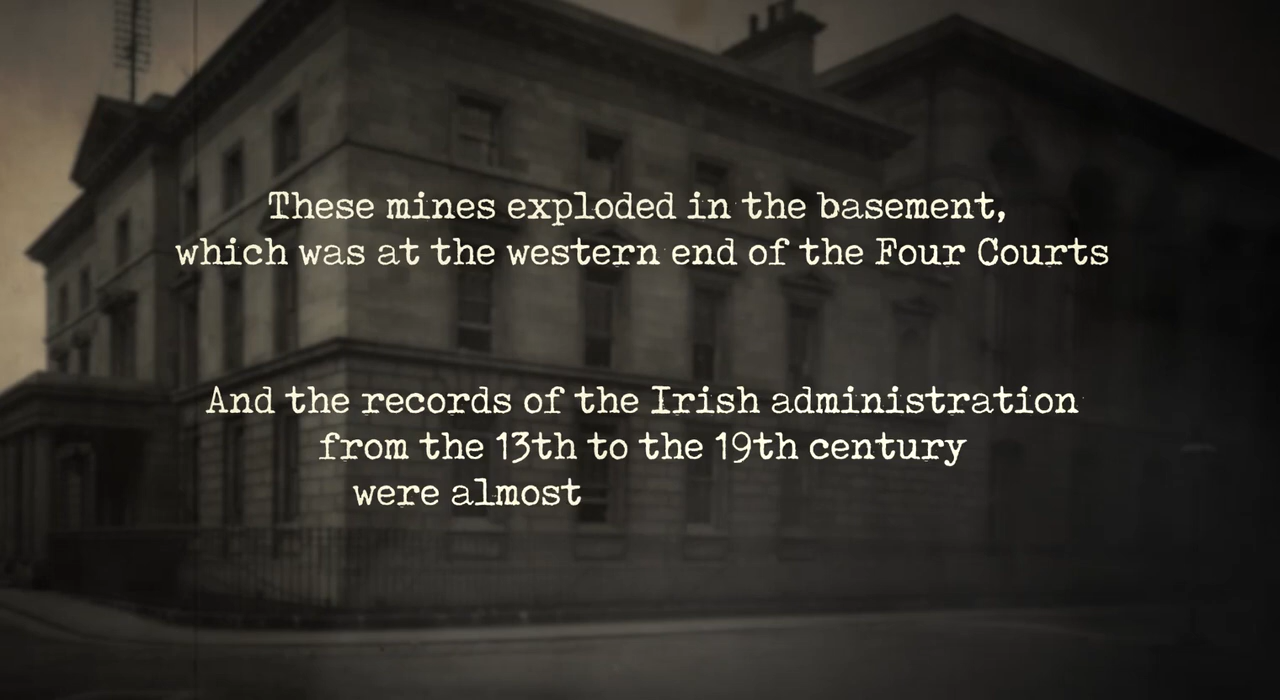 These mines exploded in the basement,
which was at the western end of the Four Courts
And the records of the Irish administration
from the 13th to the 19th century
were almost